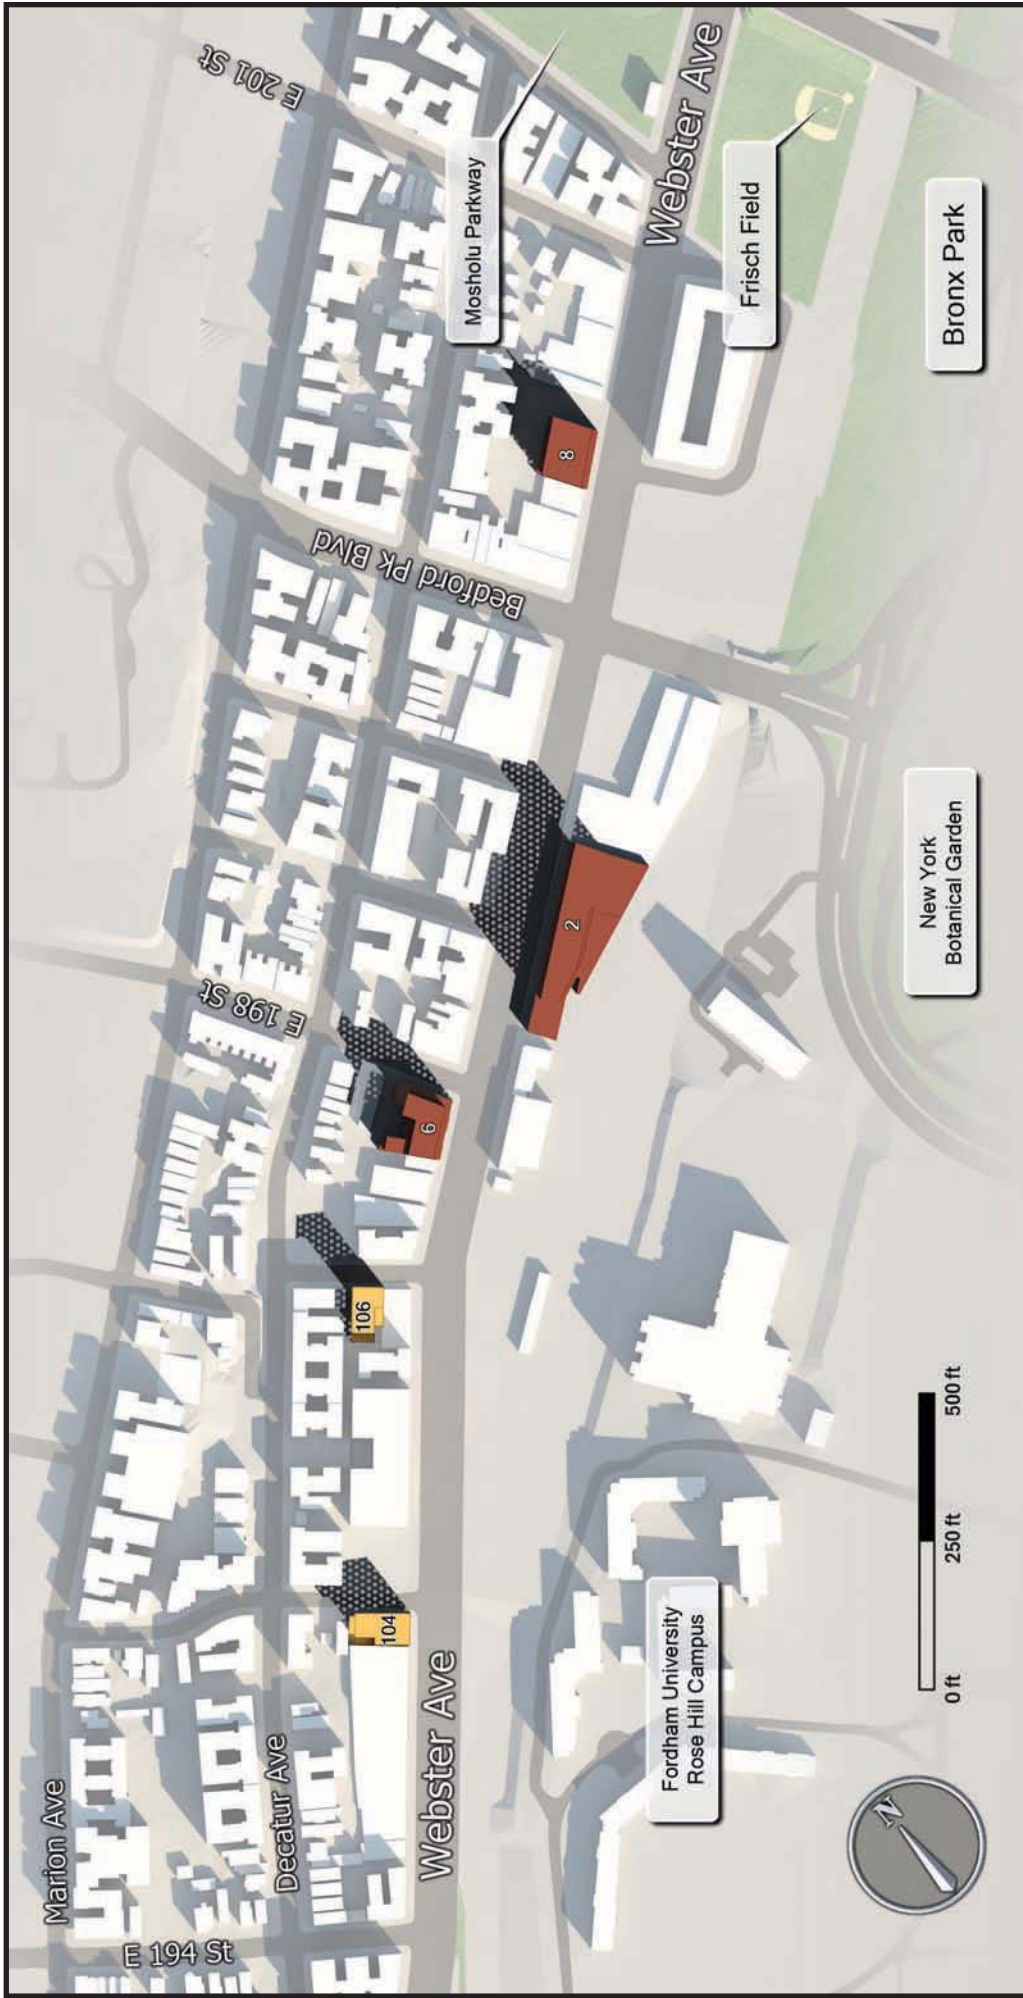 E 201 St
Mosholu Parkway
Webster Ave
Frisch Field
Bronx Park
Bedford Pk Blvd
8
2
New York
Botanical Garden
E 198 St
6
106
104
Webster Ave
Fordham University
Rose Hill Campus
Marion Ave
Decatur Ave
E 194 St
0 ft
250 ft
500 ft
N